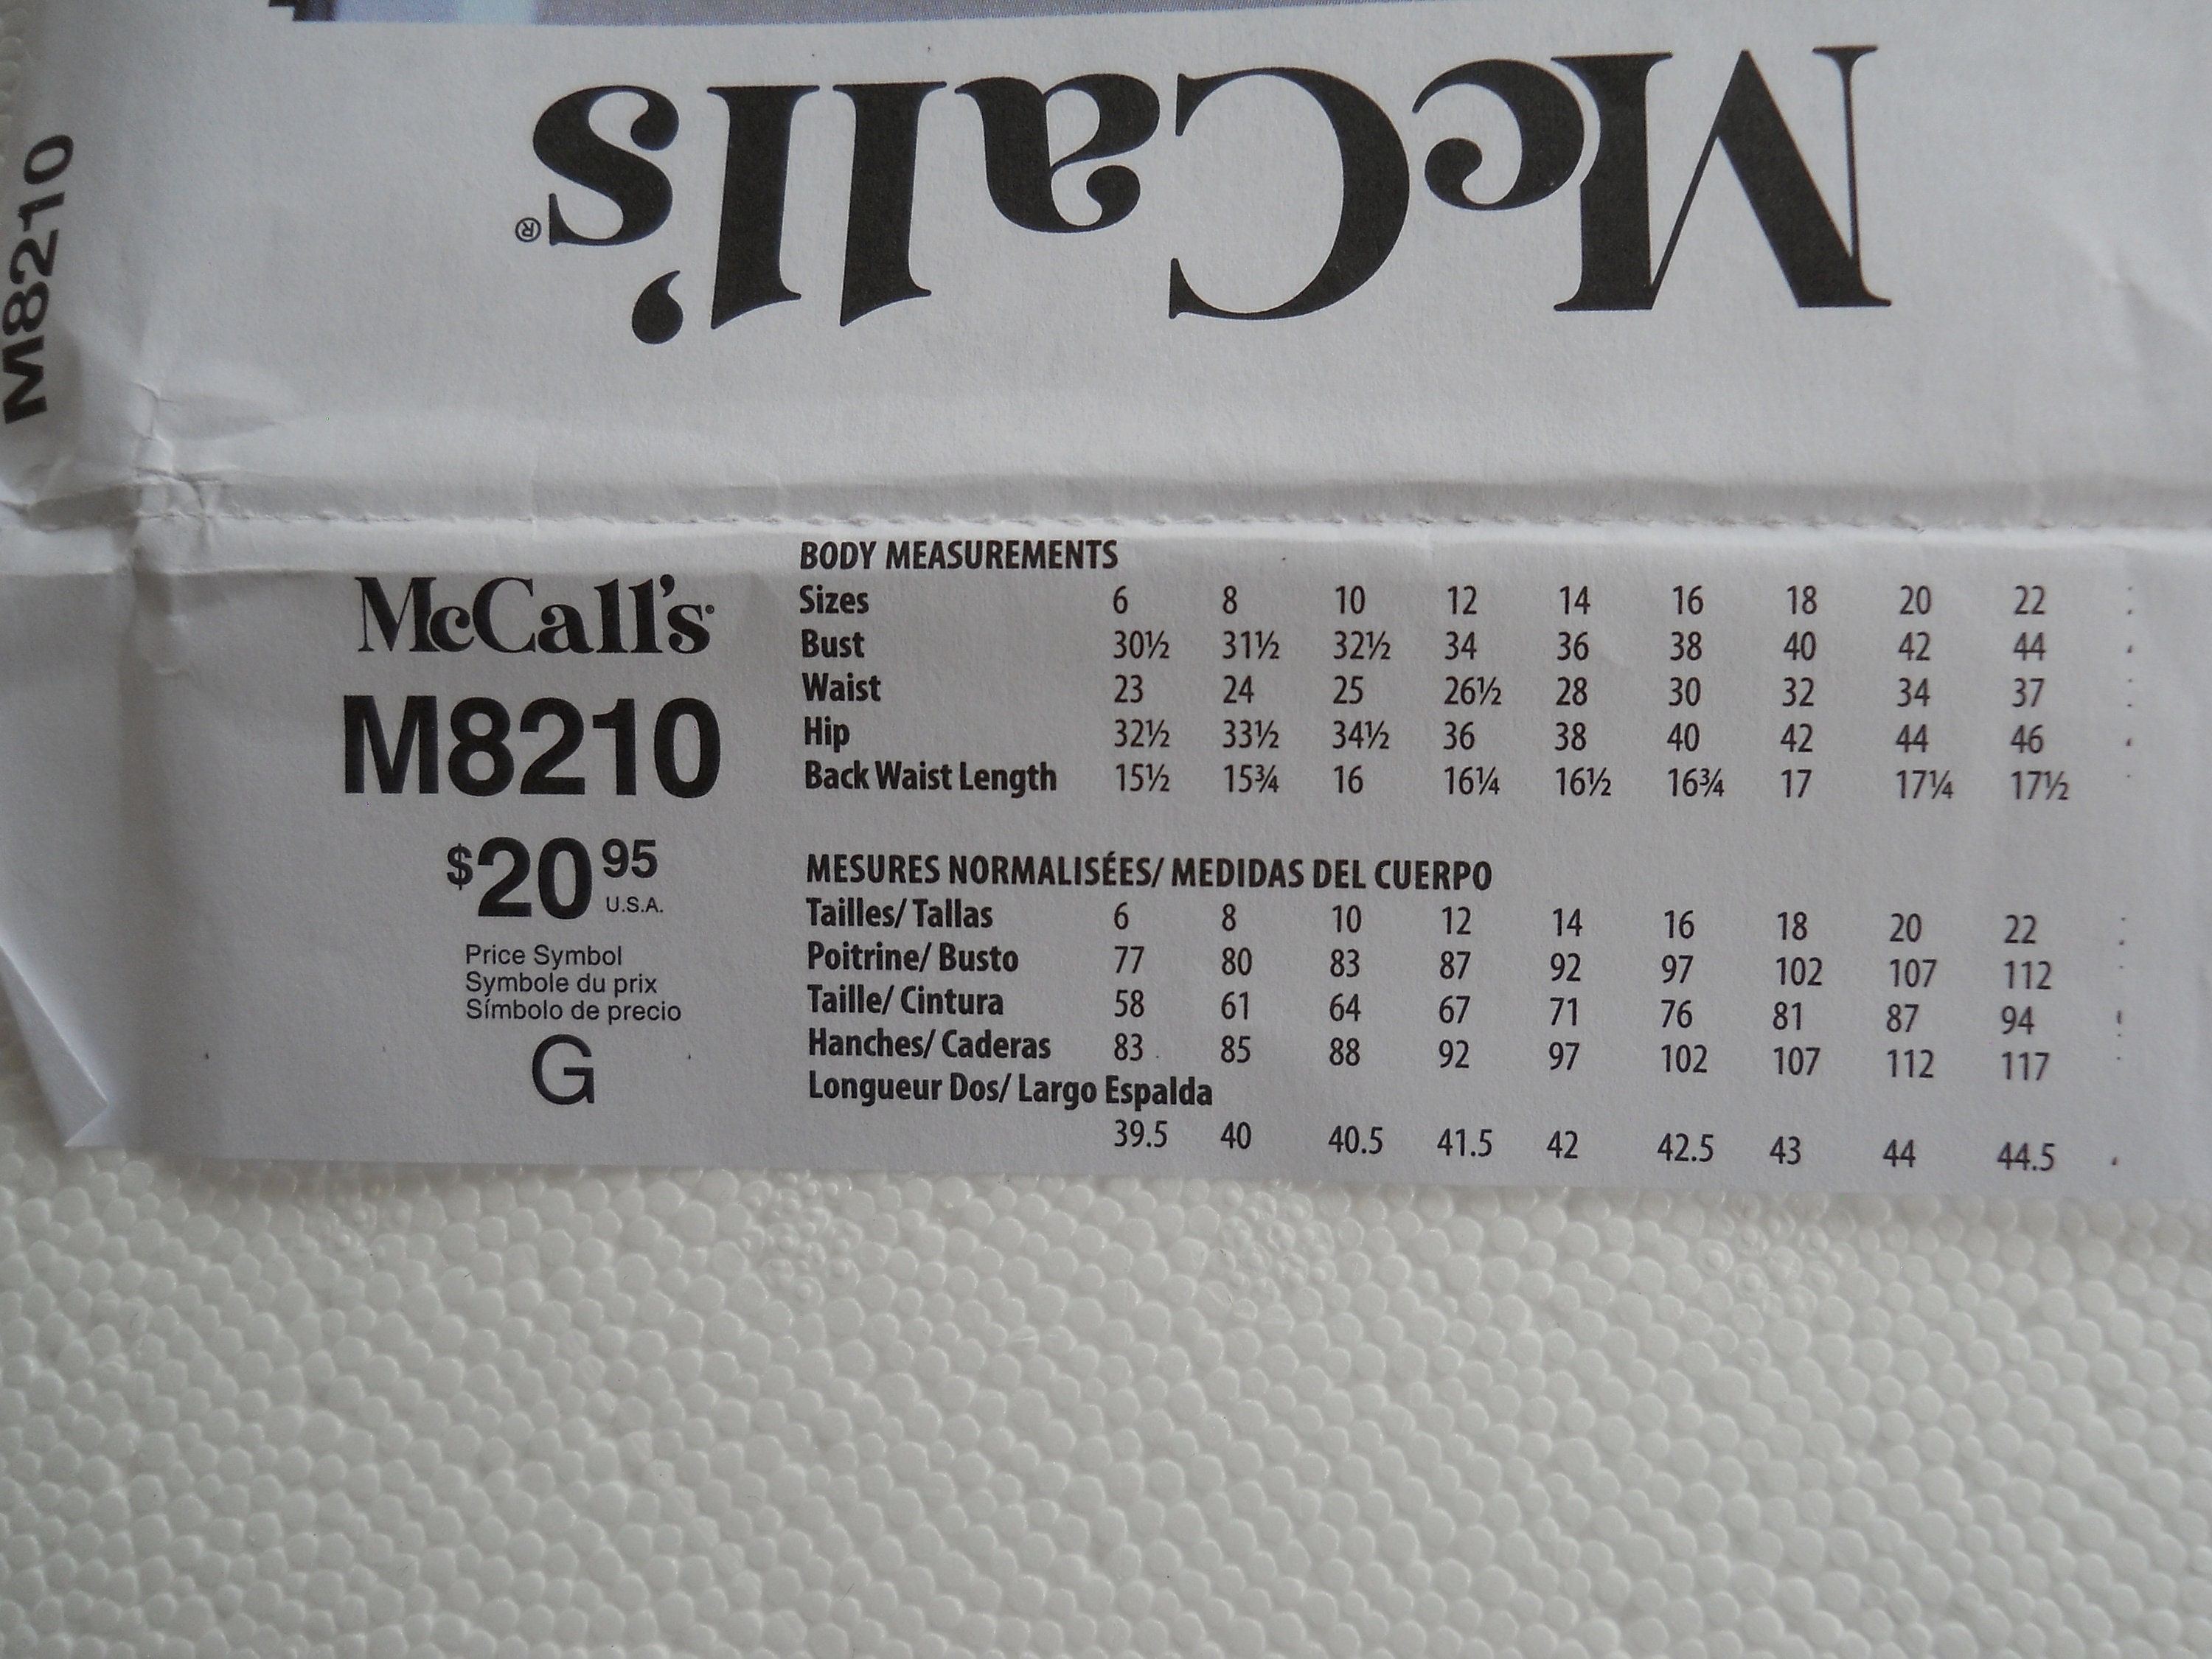 McCall's®
M8210
McCall's
M8210
$20 95
U.S.A.
Price Symbol
Symbole du prix
Símbolo de precio
G
BODY MEASUREMENTS
Sizes 6 8 10 12 14 16 18 20 22
Bust 30½ 31½ 32½ 34 36 38 40 42 44
Waist 23 24 25 26½ 28 30 32 34 37
Hip 32½ 33½ 34½ 36 38 40 42 44 46
Back Waist Length 15½ 15¾ 16 16¼ 16½ 16¾ 17 17¼ 17½
MESURES NORMALISÉES/ MEDIDAS DEL CUERPO
Tailles/ Tallas 6 8 10 12 14 16 18 20 22
Poitrine/ Busto 77 80 83 87 92 97 102 107 112
Taille/ Cintura 58 61 64 67 71 76 81 87 94
Hanches/ Caderas 83 85 88 92 97 102 107 112 117
Longueur Dos/ Largo Espalda
39.5 40 40.5 41.5 42 42.5 43 44 44.5